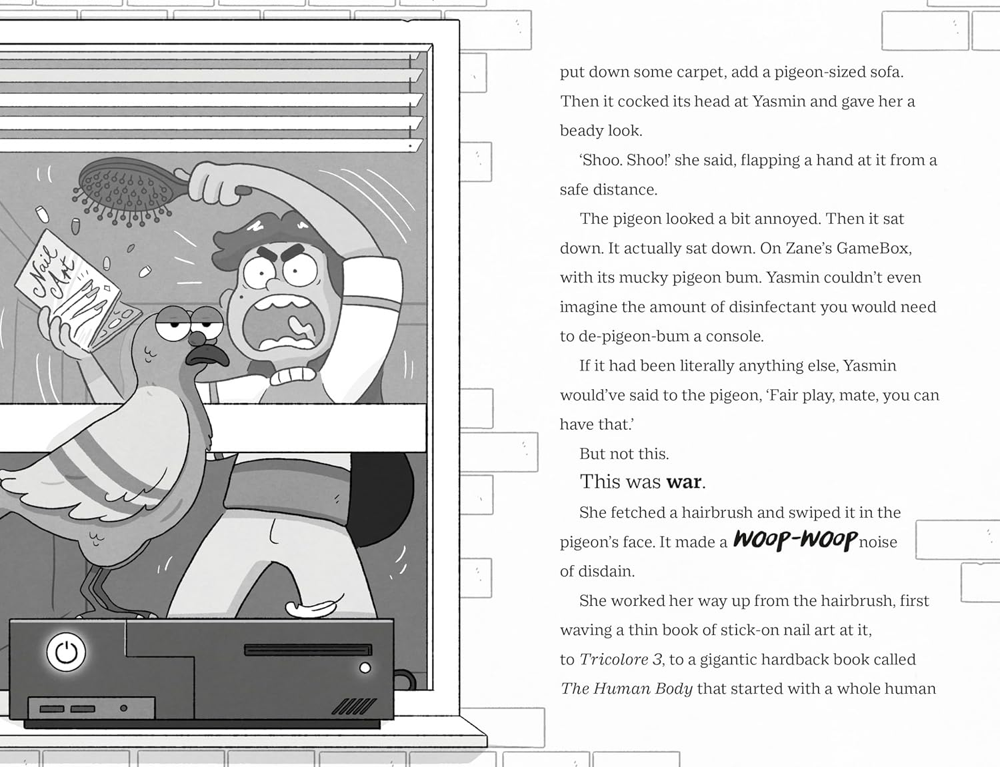 Nail
Art
put down some carpet, add a pigeon-sized sofa.
Then it cocked its head at Yasmin and gave her a
beady look.
‘Shoo. Shoo!’ she said, flapping a hand at it from a
safe distance.
The pigeon looked a bit annoyed. Then it sat
down. It actually sat down. On Zane’s GameBox,
with its mucky pigeon bum. Yasmin couldn’t even
imagine the amount of disinfectant you would need
to de-pigeon-bum a console.
If it had been literally anything else, Yasmin
would’ve said to the pigeon, ‘Fair play, mate, you can
have that.’
But not this.
This was war.
She fetched a hairbrush and swiped it in the
pigeon’s face. It made a WOOP-WOOP noise
of disdain.
She worked her way up from the hairbrush, first
waving a thin book of stick-on nail art at it,
to Tricolore 3, to a gigantic hardback book called
The Human Body that started with a whole human